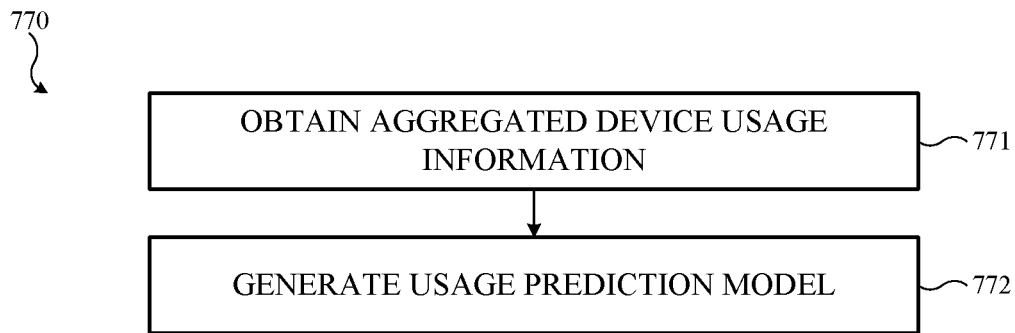 770
OBTAIN AGGREGATED DEVICE USAGE
INFORMATION
771
GENERATE USAGE PREDICTION MODEL
772